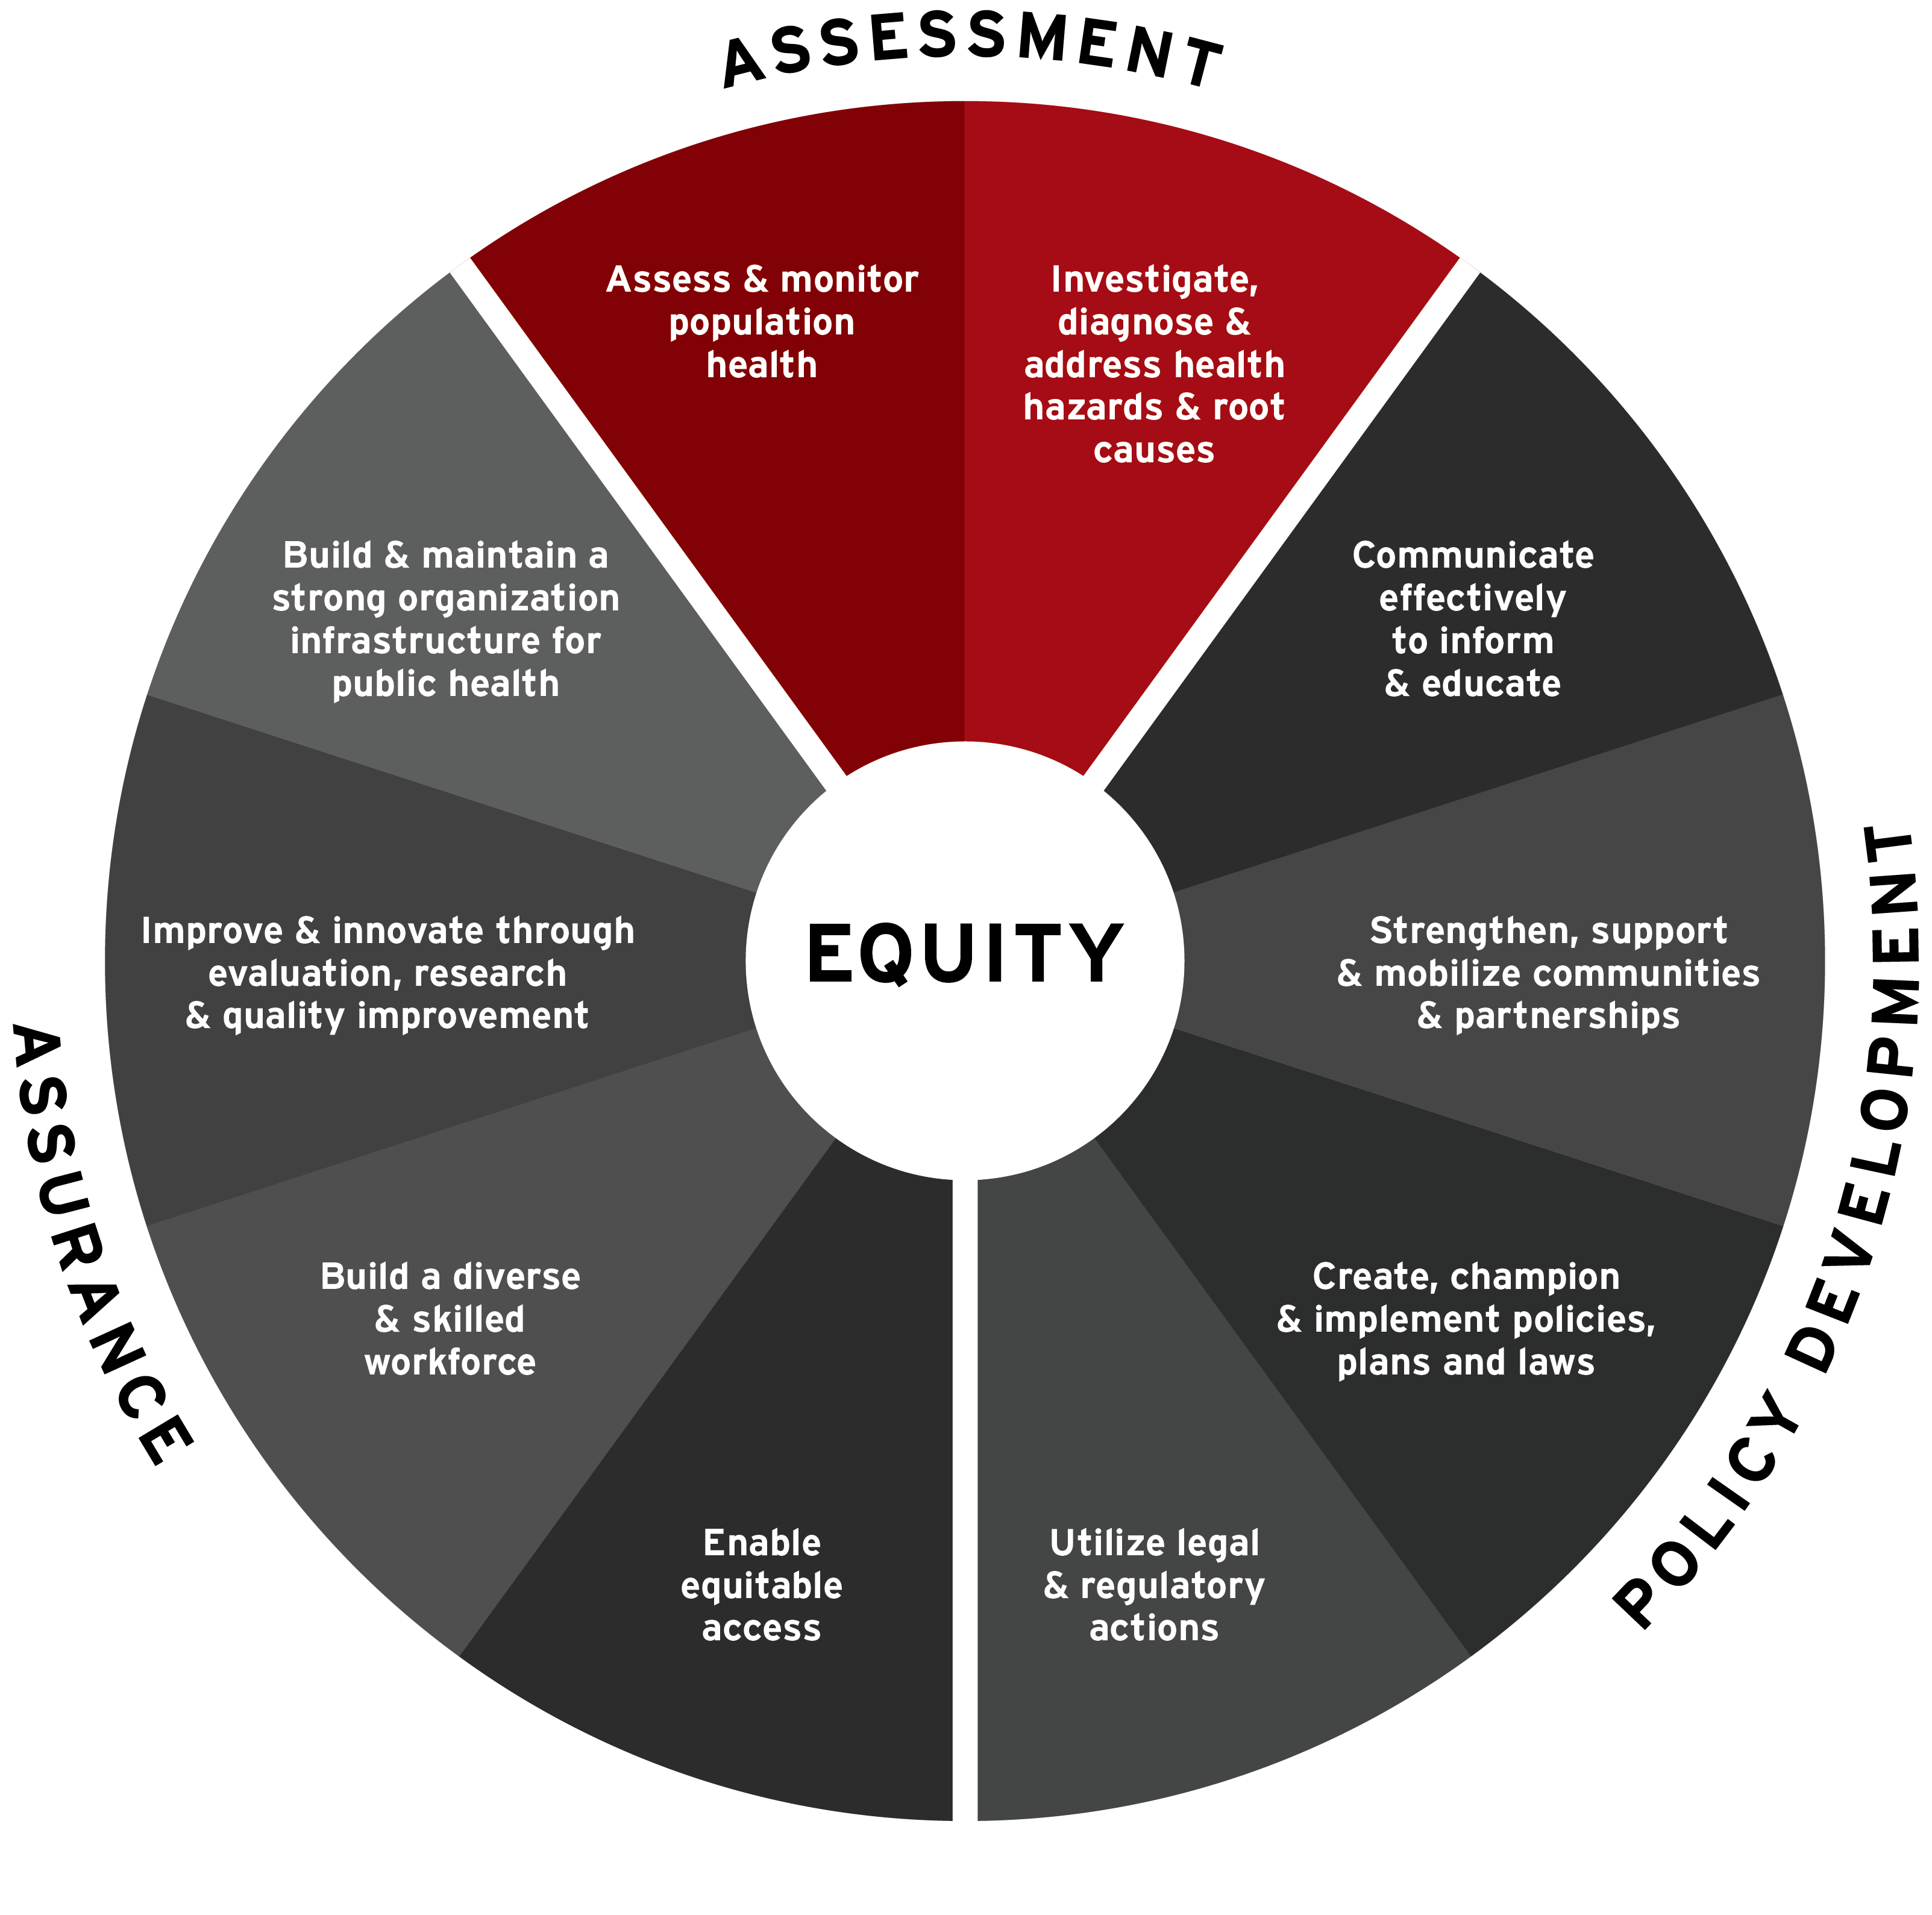 ASSESSMENT
Assess & monitor
population
health
Investigate,
diagnose &
address health
hazards & root
causes
Communicate
effectively
to inform
& educate
Strengthen, support
& mobilize communities
& partnerships
Create, champion
& implement policies,
plans and laws
Utilize legal
& regulatory
actions
POLICY DEVELOPMENT
Enable
equitable
access
Build a diverse
& skilled
workforce
Improve & innovate through
evaluation, research
& quality improvement
Build & maintain a
strong organization
infrastructure for
public health
ASSURANCE
EQUITY